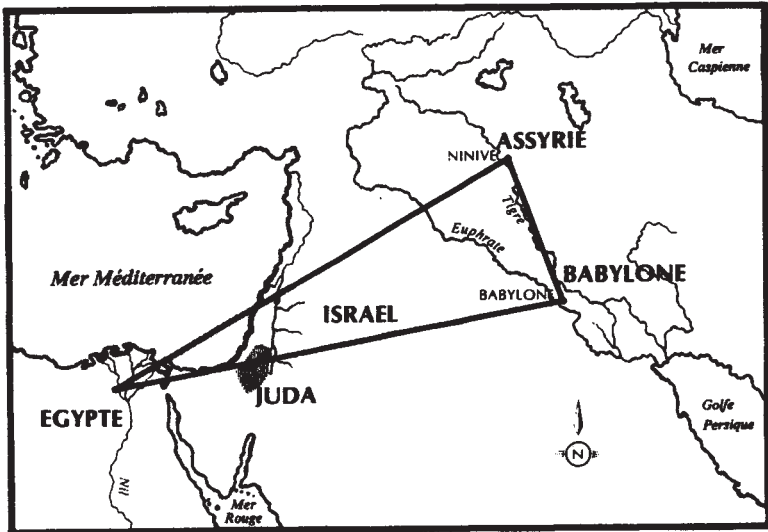 Mer
Caspienne
ASSYRIE
NINIVE
Tigre
Euphrate
Mer Méditerranée
BABYLONE
BABYLONE
ISRAEL
JUDA
EGYPTE
Golfe
Persique
N
Nil
Mer
Rouge